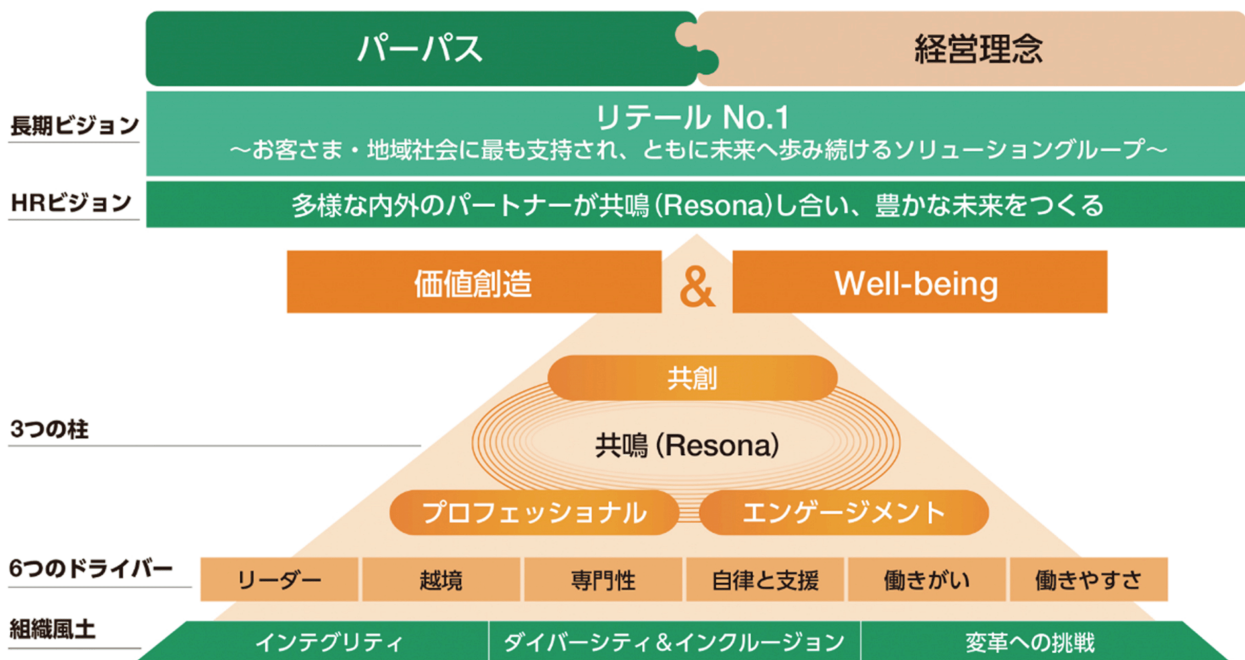 パーパス
経営理念
長期ビジョン
リテール No.1
～お客さま・地域社会に最も支持され、ともに未来へ歩み続けるソリューショングループ～
HRビジョン
多様な内外のパートナーが共鳴(Resona)し合い、豊かな未来をつくる
価値創造
&
Well-being
共創
3つの柱
共鳴(Resona)
プロフェッショナル
エンゲージメント
6つのドライバー
リーダー
越境
専門性
自律と支援
働きがい
働きやすさ
組織風土
インテグリティ
ダイバーシティ&インクルージョン
変革への挑戦